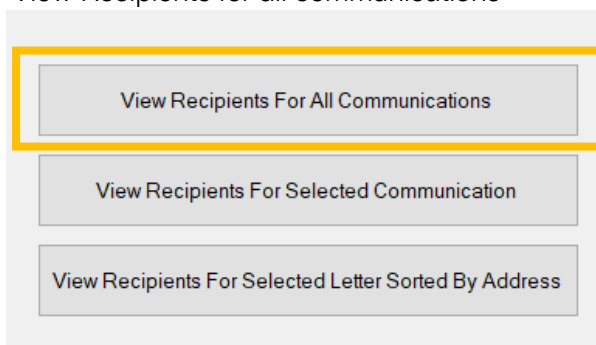 View Recipients for all communications
View Recipients For All Communications
View Recipients For Selected Communication
View Recipients For Selected Letter Sorted By Address